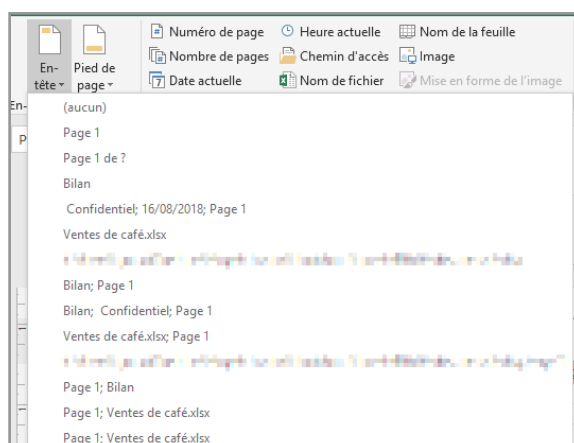 Numéro de page Heure actuelle Nom de la feuille
Nombre de pages Chemin d'accès Image
Date actuelle Nom de fichier Mise en forme de l'image
En-
tête
Pied de
page
En-
(aucun)
P
Page 1
Page 1 de ?
Bilan
Confidentiel; 16/08/2018; Page 1
Ventes de café.xlsx
Bilan; Page 1
Bilan; Confidentiel; Page 1
Ventes de café.xlsx; Page 1
Page 1; Bilan
Page 1; Ventes de café.xlsx
Page 1; Ventes de café.xlsx